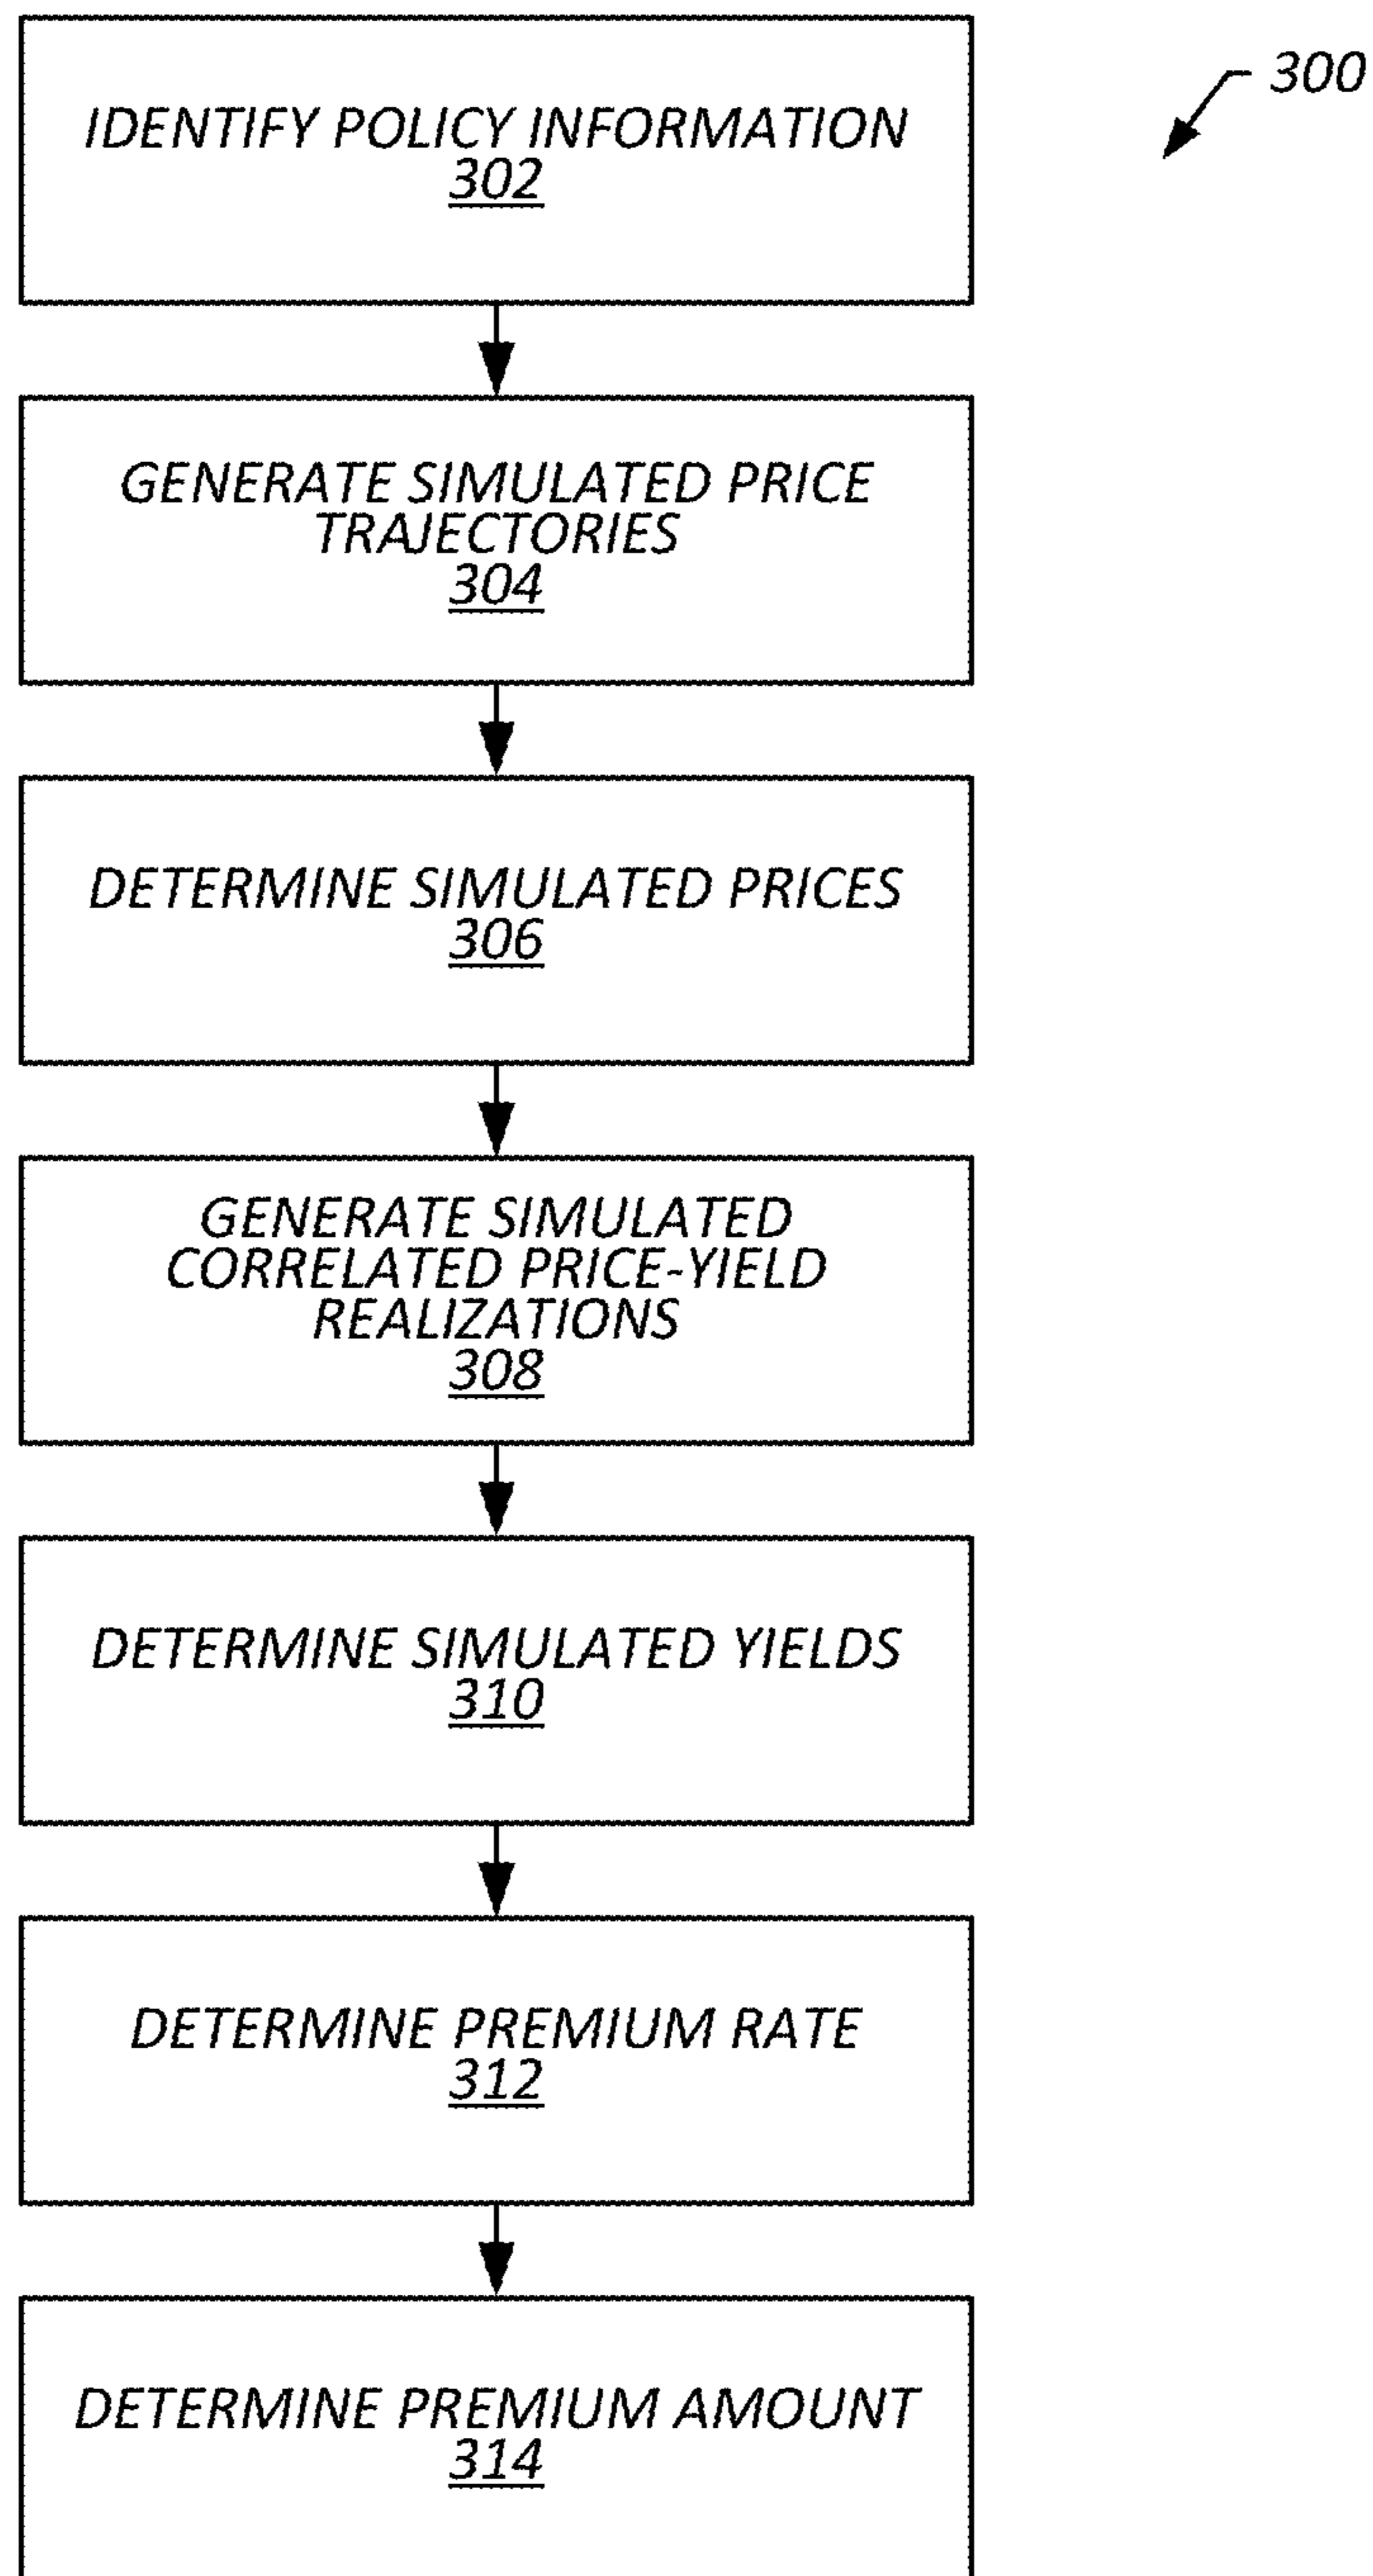 300
IDENTIFY POLICY INFORMATION
302
GENERATE SIMULATED PRICE
TRAJECTORIES
304
DETERMINE SIMULATED PRICES
306
GENERATE SIMULATED
CORRELATED PRICE-YIELD
REALIZATIONS
308
DETERMINE SIMULATED YIELDS
310
DETERMINE PREMIUM RATE
312
DETERMINE PREMIUM AMOUNT
314